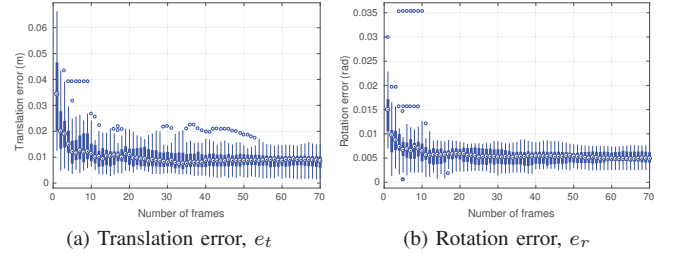 0.06
0.05
0.04
0.03
0.02
0.01
0
Translation error (m)
0 10 20 30 40 50 60 70
Number of frames
(a) Translation error, e_t
0.035
0.03
0.025
0.02
0.015
0.01
0.005
0
Rotation error (rad)
0 10 20 30 40 50 60 70
Number of frames
(b) Rotation error, e_r